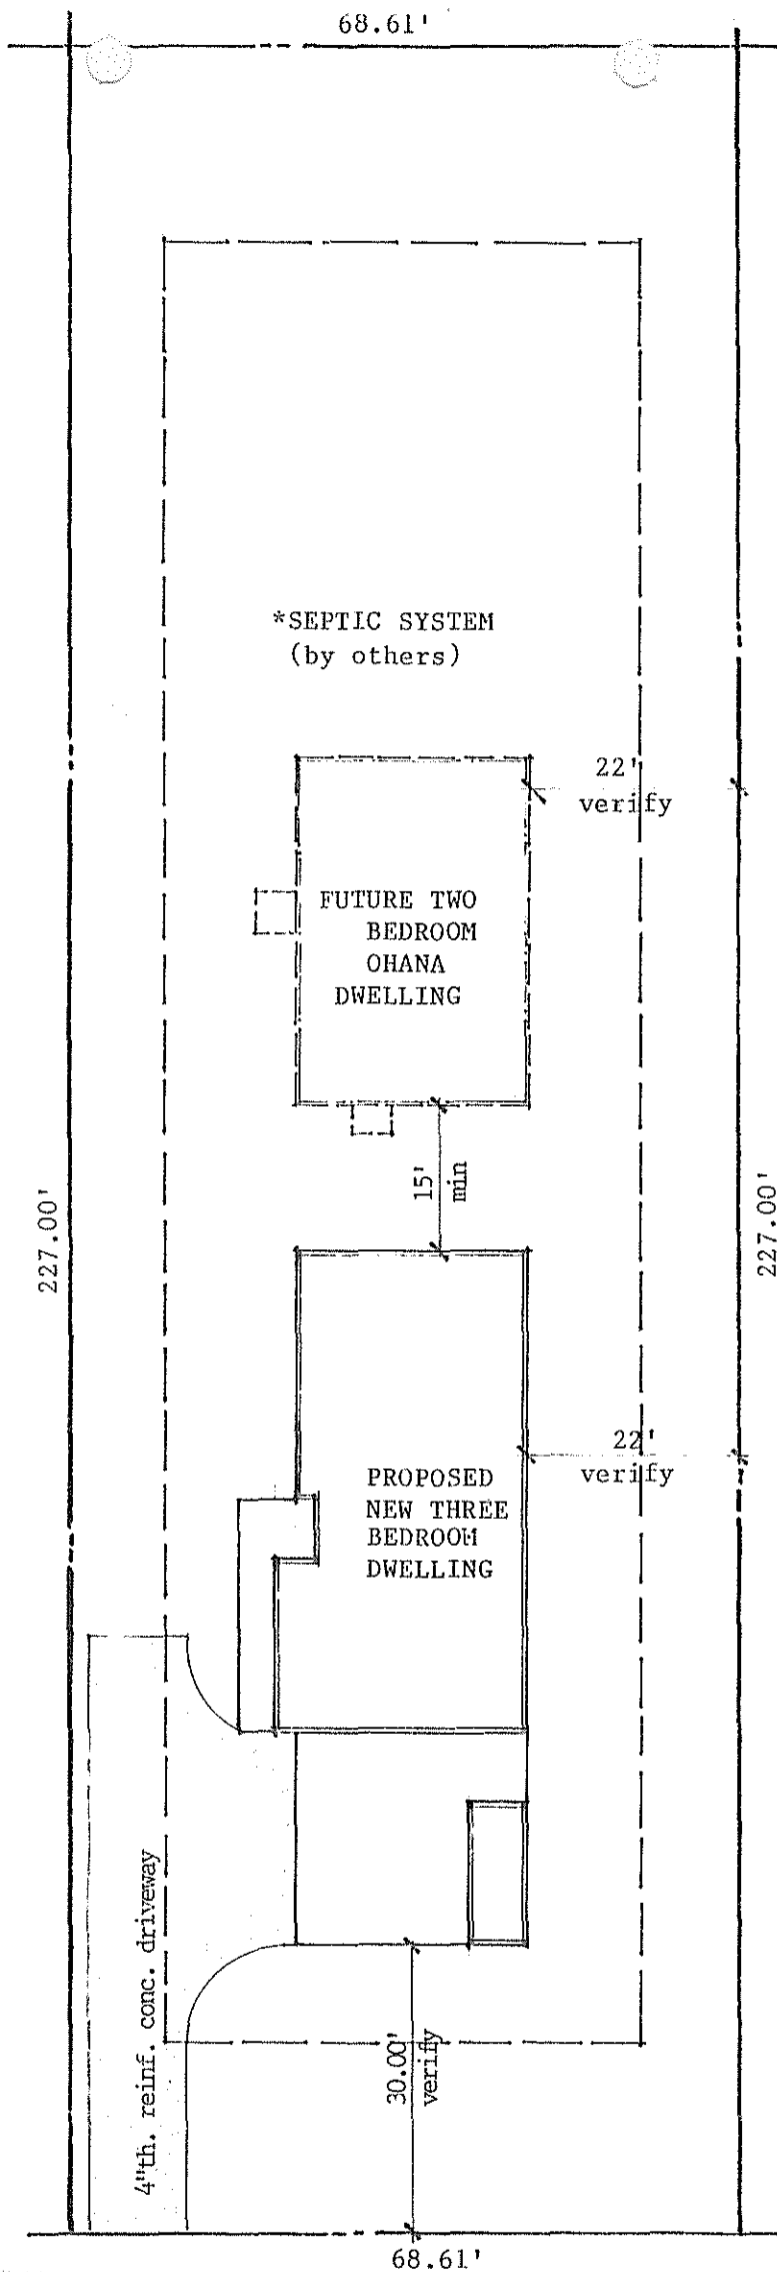 68.61'
*SEPTIC SYSTEM
(by others)
22'
verify
FUTURE TWO
BEDROOM
OHANA
DWELLING
15'
min
227.00'
227.00'
22'
verify
PROPOSED
NEW THREE
BEDROOM
DWELLING
4"th. reinf. conc. driveway
30.00'
verify
68.61'